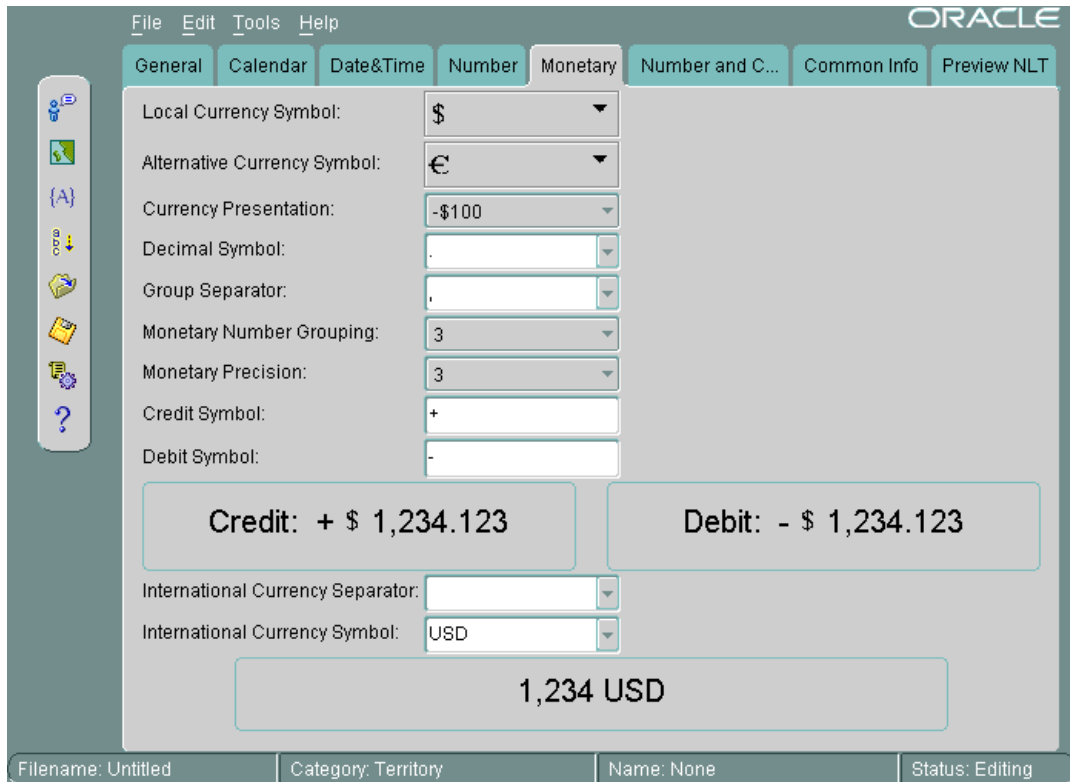 File Edit Tools Help
ORACLE
General Calendar Date&Time Number Monetary Number and C... Common Info Preview NLT
Local Currency Symbol: $
Alternative Currency Symbol: €
Currency Presentation: -$100
Decimal Symbol: .
Group Separator: ,
Monetary Number Grouping: 3
Monetary Precision: 3
Credit Symbol: +
Debit Symbol: -
Credit: + $ 1,234.123 Debit: - $ 1,234.123
International Currency Separator:
International Currency Symbol: USD
1,234 USD
Filename: Untitled Category: Territory Name: None Status: Editing
{A}
a
b
c
?